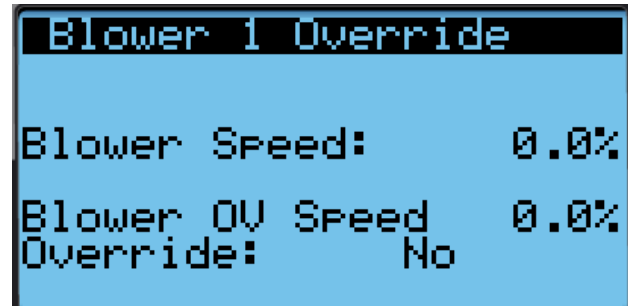 Blower 1 Override
Blower Speed: 0.0%
Blower OV Speed 0.0%
Override: No